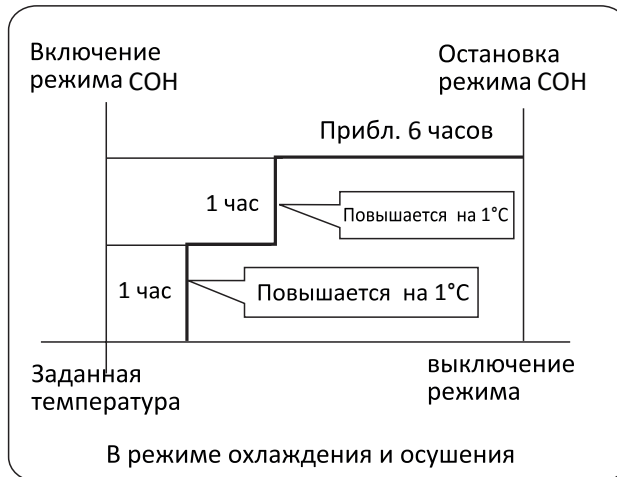 Включение
режима СОН
Остановка
режима СОН
Прибл. 6 часов
1 час
Повышается на 1°C
1 час
Повышается на 1°C
Заданная
температура
выключение
режима
В режиме охлаждения и осушения